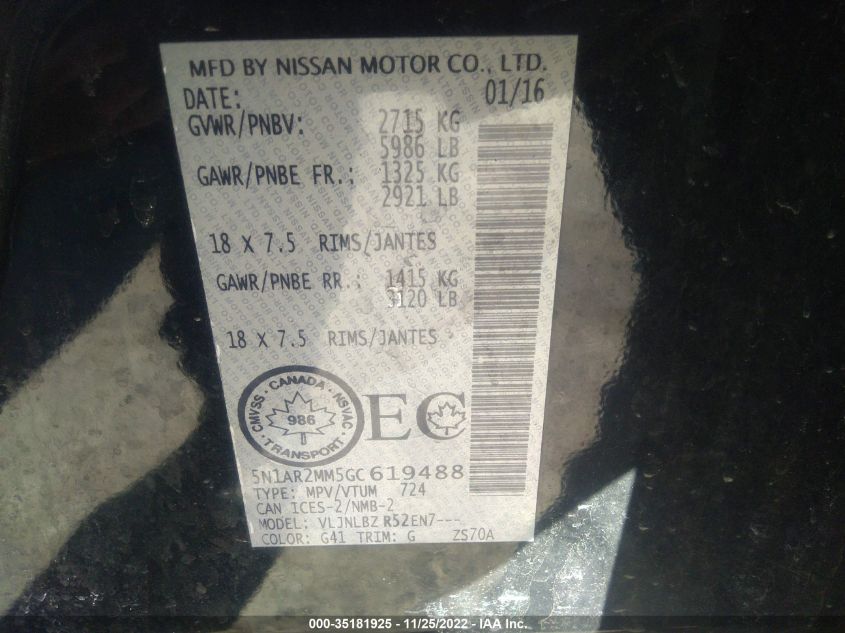 MFD BY NISSAN MOTOR CO., LTD.
DATE: 01/16
GVWR/PNBV: 2715 KG
5986 LB
GAWR/PNBE FR.: 1325 KG
2921 LB
18 X 7.5 RIMS/JANTES
GAWR/PNBE RR.: 1415 KG
3120 LB
18 X 7.5 RIMS/JANTES
CMVSS · CANADA · NSVAC · TRANSPORT ·
986
EC
5N1AR2MM5GC619488
TYPE: MPV/VTUM 724
CAN ICES-2/NMB-2
MODEL: VLJNLBZ R52EN7---
COLOR: G41 TRIM: G ZS70A
000-35181925 - 11/25/2022 - IAA Inc.